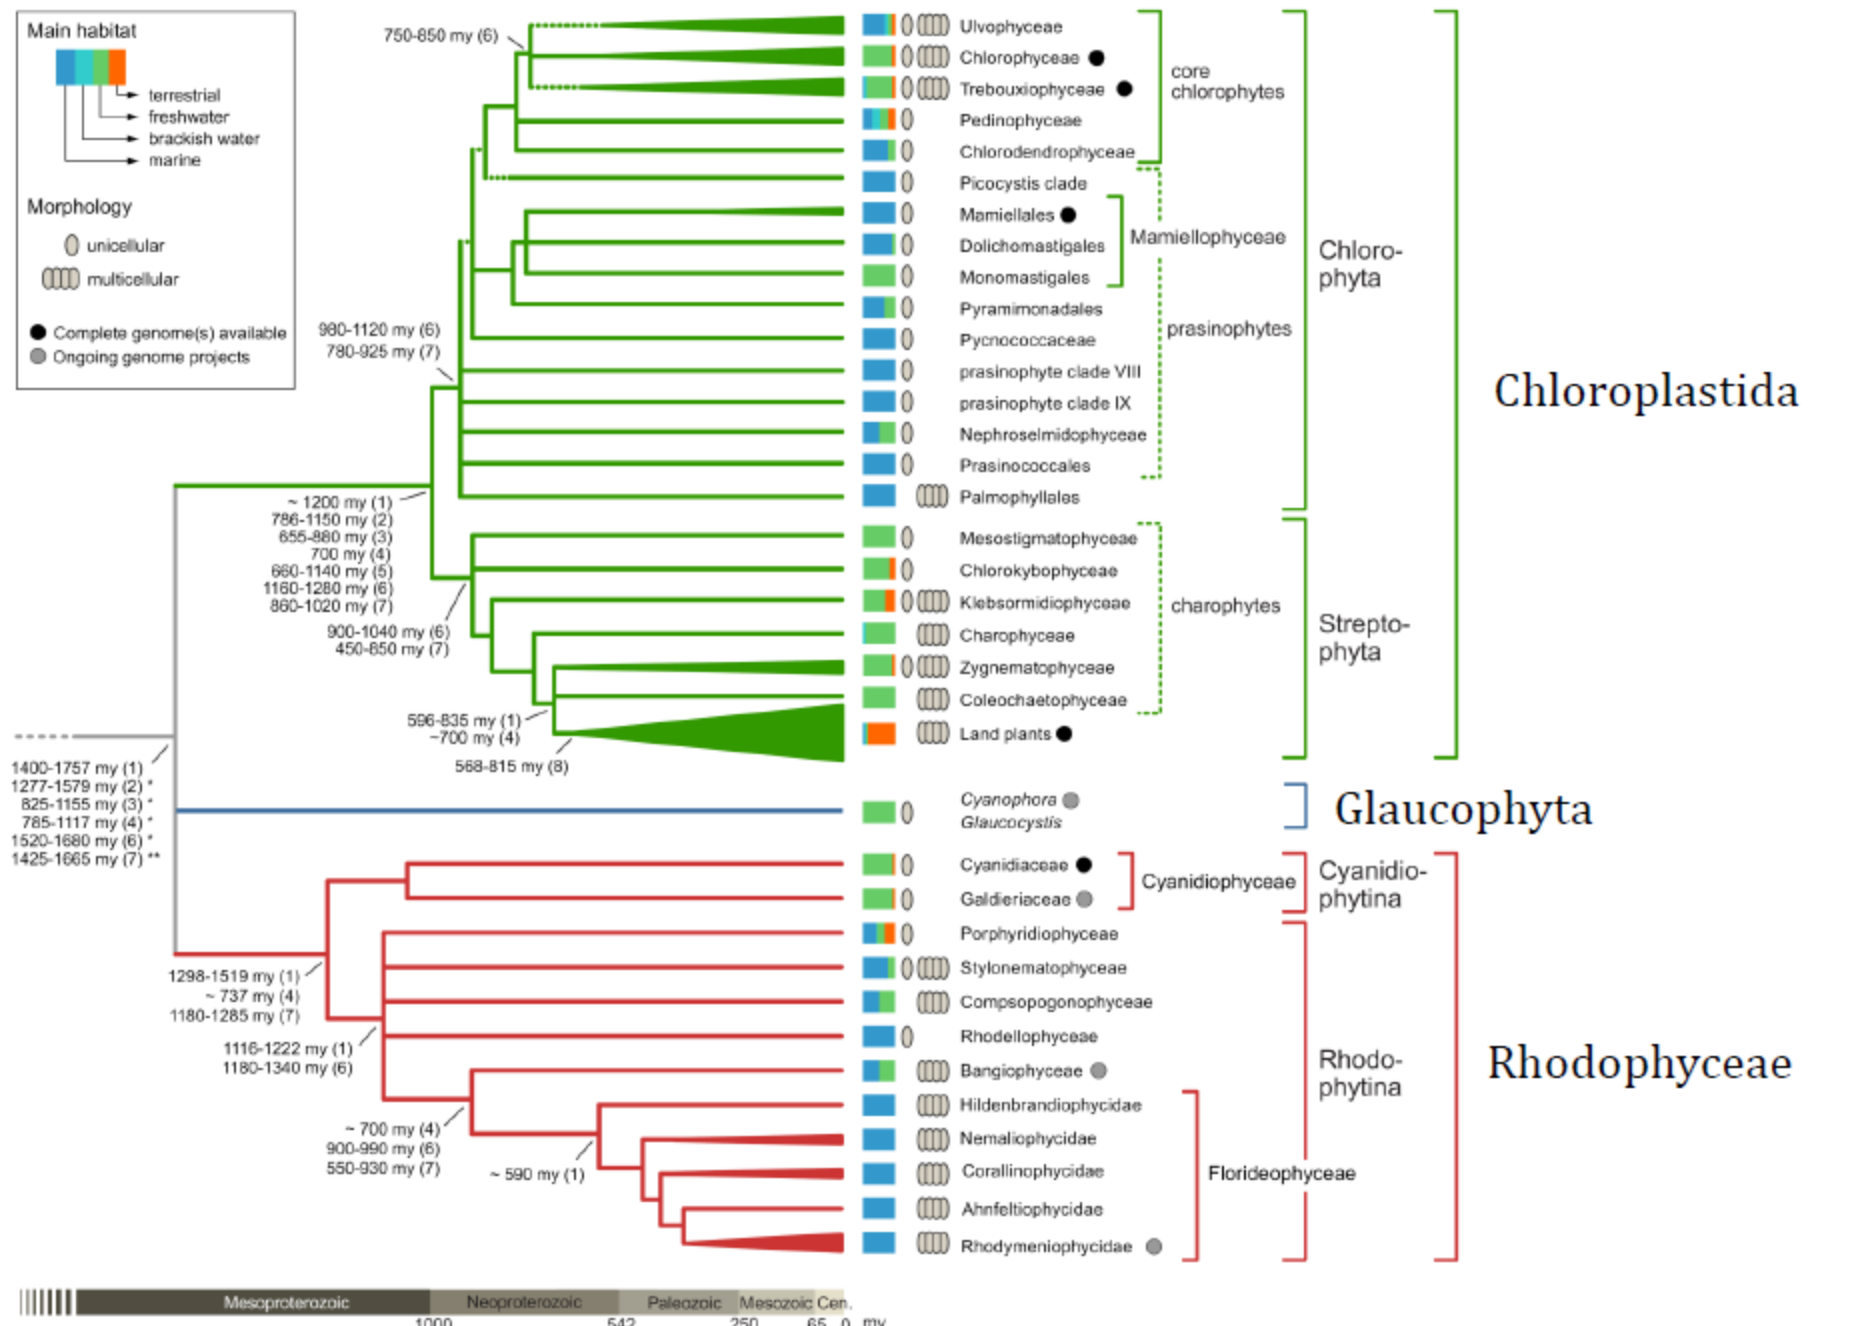 Main habitat
terrestrial
freshwater
brackish water
marine
Morphology
unicellular
multicellular
Complete genome(s) available
Ongoing genome projects
750-850 my (6)
980-1120 my (6)
780-925 my (7)
~ 1200 my (1)
786-1150 my (2)
655-880 my (3)
700 my (4)
660-1140 my (5)
1160-1280 my (6)
860-1020 my (7)
900-1040 my (6)
450-850 my (7)
596-835 my (1)
~700 my (4)
568-815 my (8)
1400-1757 my (1)
1277-1579 my (2) *
825-1155 my (3) *
785-1117 my (4) *
1520-1680 my (6) *
1425-1665 my (7) **
1298-1519 my (1)
~ 737 my (4)
1180-1285 my (7)
1116-1222 my (1)
1180-1340 my (6)
~ 700 my (4)
900-990 my (6)
550-930 my (7)
~ 590 my (1)
Ulvophyceae
Chlorophyceae
Trebouxiophyceae
Pedinophyceae
Chlorodendrophyceae
Picocystis clade
Mamiellales
Dolichomastigales
Monomastigales
Pyramimonadales
Pycnococcaceae
prasinophyte clade VIII
prasinophyte clade IX
Nephroselmidophyceae
Prasinococcales
Palmophyllales
Mesostigmatophyceae
Chlorokybophyceae
Klebsormidiophyceae
Charophyceae
Zygnematophyceae
Coleochaetophyceae
Land plants
Cyanophora
Glaucocystis
Cyanidiaceae
Galdieriaceae
Porphyridiophyceae
Stylonematophyceae
Compsopogonophyceae
Rhodellophyceae
Bangiophyceae
Hildenbrandiophycidae
Nemaliophycidae
Corallinophycidae
Ahnfeltiophycidae
Rhodymeniophycidae
core
chlorophytes
Mamiellophyceae
prasinophytes
charophytes
Cyanidiophyceae
Florideophyceae
Chloro-
phyta
Strepto-
phyta
Cyanidio-
phytina
Rhodo-
phytina
Chloroplastida
Glaucophyta
Rhodophyceae
Mesoproterozoic Neoproterozoic Paleozoic Mesozoic Cen.
1000 542 250 65 0 my